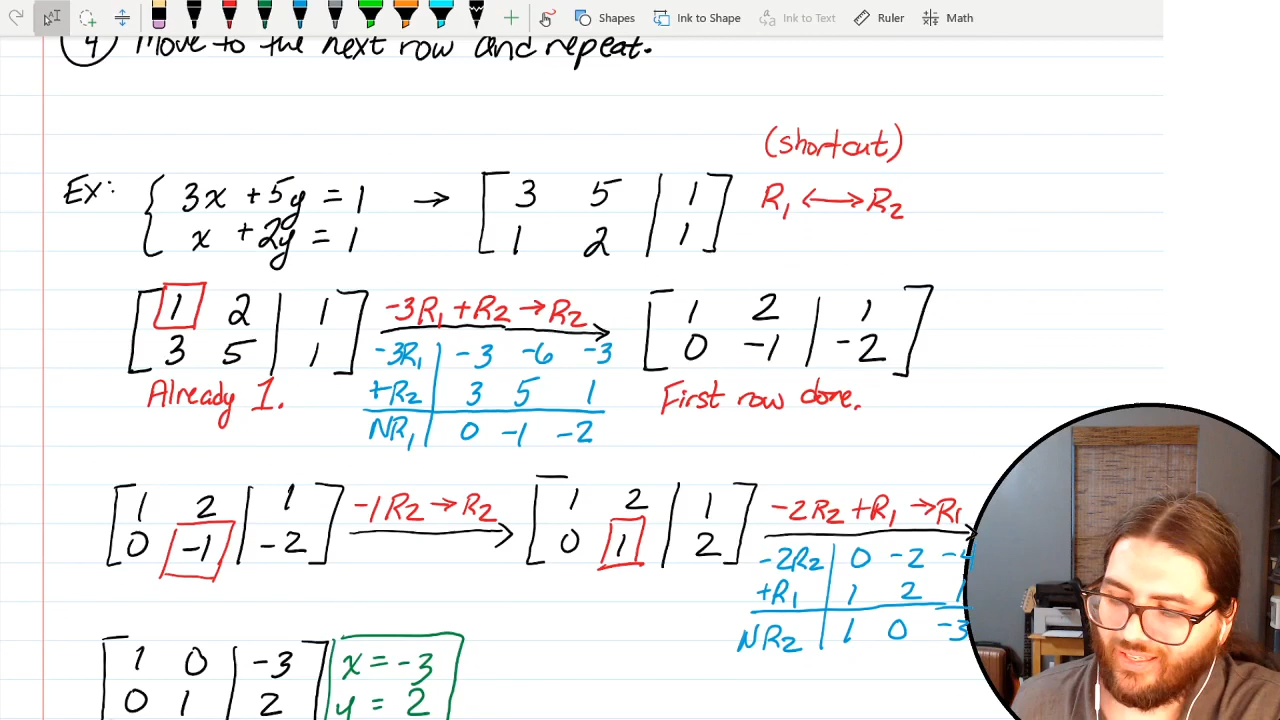 Shapes Ink to Shape Ink to Text Ruler Math
4 Move to the next row and repeat.
(shortcut)
Ex: { 3x + 5y = 1 → [ 3 5 | 1 ] R₁ ↔ R₂
x + 2y = 1 [ 1 2 | 1 ]
[ 1 2 | 1 ] -3R₁ + R₂ → R₂ [ 1 2 | 1 ]
[ 3 5 | 1 ] -3R₁ | -3 -6 -3 [ 0 -1 | -2 ]
Already 1. +R₂ | 3 5 1 First row done.
NR₁ | 0 -1 -2
[ 1 2 | 1 ] -1R₂ → R₂ [ 1 2 | 1 ] -2R₂ + R₁ → R₁
[ 0 -1 | -2 ] [ 0 1 | 2 ] -2R₂ | 0 -2 -4
+R₁ | 1 2 1
NR₂ | 1 0 -3
[ 1 0 | -3 ] x = -3
[ 0 1 | 2 ] y = 2